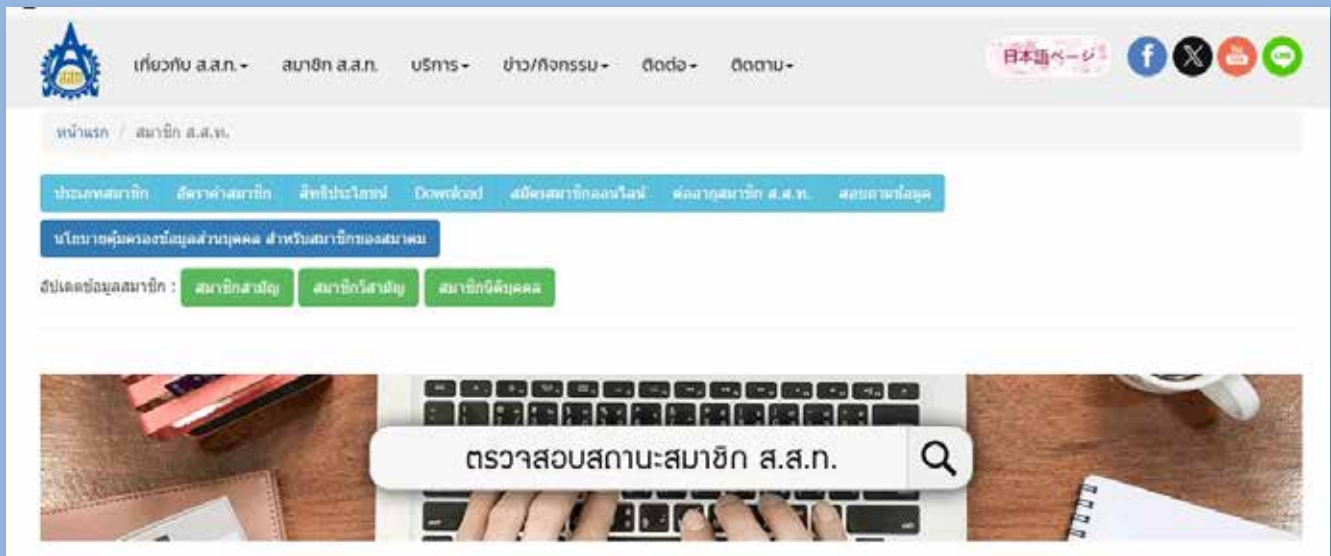 เกี่ยวกับ ส.ส.ท. สมาชิก ส.ส.ท. บริการ ข่าว/กิจกรรม ติดต่อ ติดตาม 日本語ページ
หน้าแรก / สมาชิก ส.ส.ท.
ประเภทสมาชิก อัตราค่าสมาชิก สิทธิประโยชน์ Download สมัครสมาชิกออนไลน์ ต่ออายุสมาชิก ส.ส.ท. สอบถามข้อมูล
นโยบายคุ้มครองข้อมูลส่วนบุคคล สำหรับสมาชิกของสมาคม
อัปเดตข้อมูลสมาชิก : สมาชิกสามัญ สมาชิกวิสามัญ สมาชิกนิติบุคคล
ตรวจสอบสถานะสมาชิก ส.ส.ท.